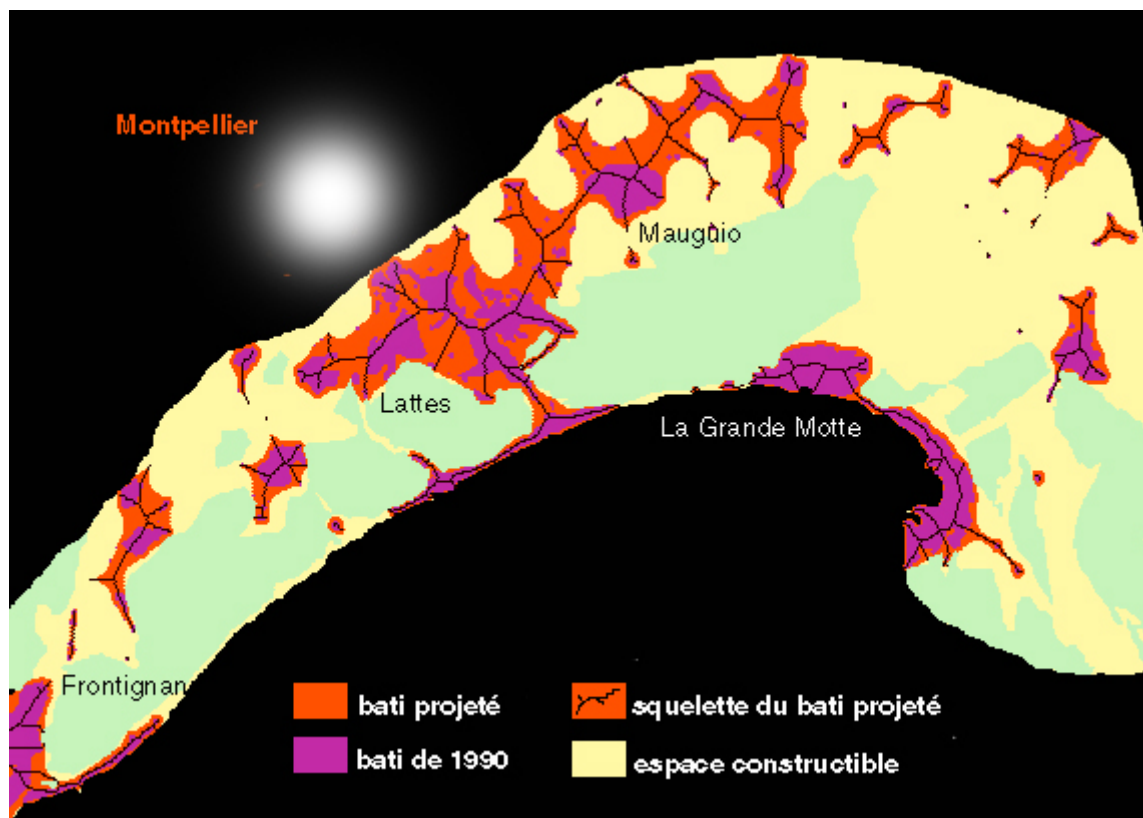 Montpellier
Mauguio
Lattes
La Grande Motte
Frontignan
bati projeté
squelette du bati projeté
bati de 1990
espace constructible